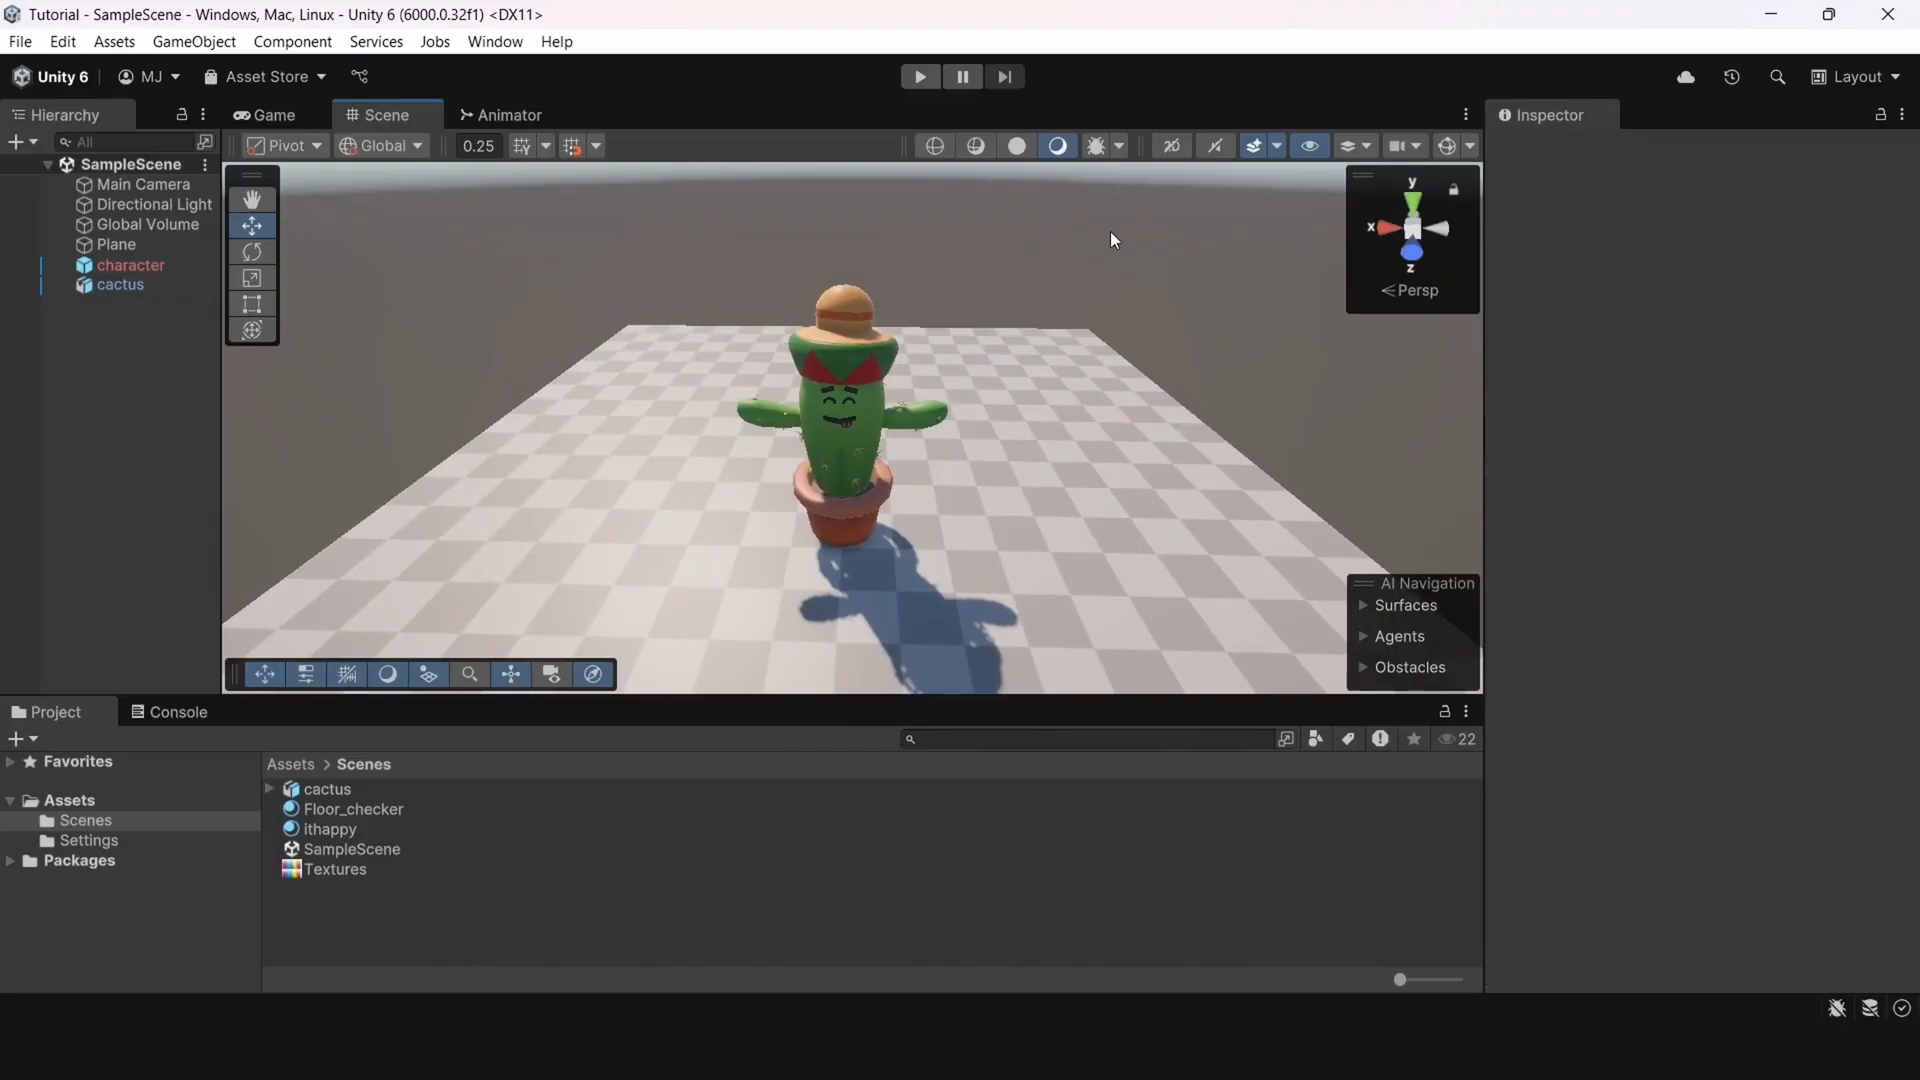 Tutorial - SampleScene - Windows, Mac, Linux - Unity 6 (6000.0.32f1) <DX11>
File Edit Assets GameObject Component Services Jobs Window Help
Unity 6 MJ Asset Store Layout
Hierarchy Game Scene Animator Inspector
All Pivot Global 0.25 2D
SampleScene
Main Camera
Directional Light
Global Volume
Plane
character
cactus
y
x
z
Persp
AI Navigation
Surfaces
Agents
Obstacles
Project Console
22
Favorites
Assets
Scenes
Settings
Packages
Assets > Scenes
cactus
Floor_checker
ithappy
SampleScene
Textures